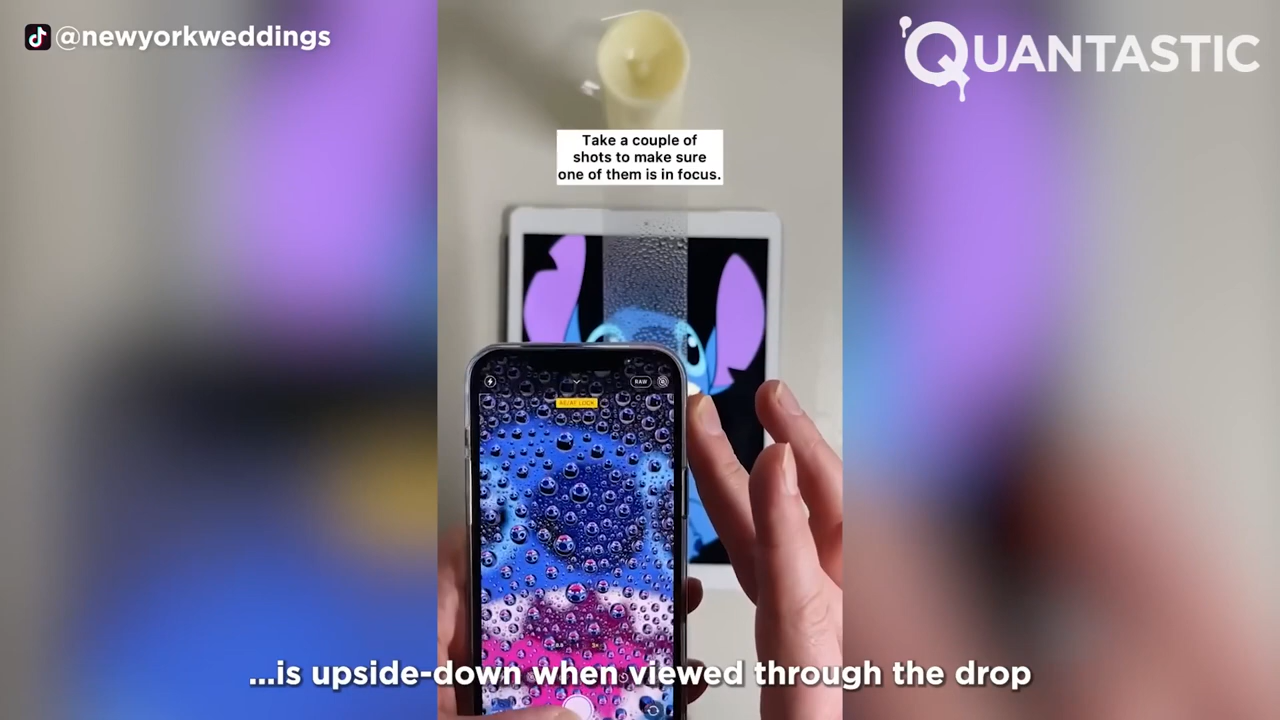 @newyorkweddings
QUANTASTIC
Take a couple of
shots to make sure
one of them is in focus.
RAW
AE/AF LOCK
...is upside-down when viewed through the drop